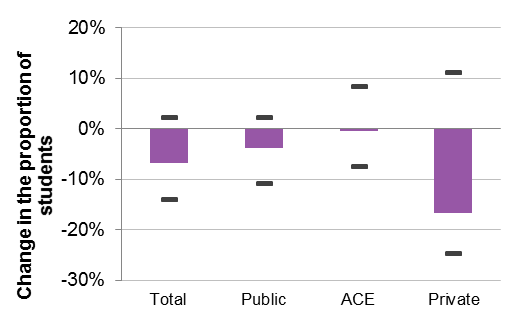 Change in the proportion of
students
20%
10%
0%
-10%
-20%
-30%
Total Public ACE Private